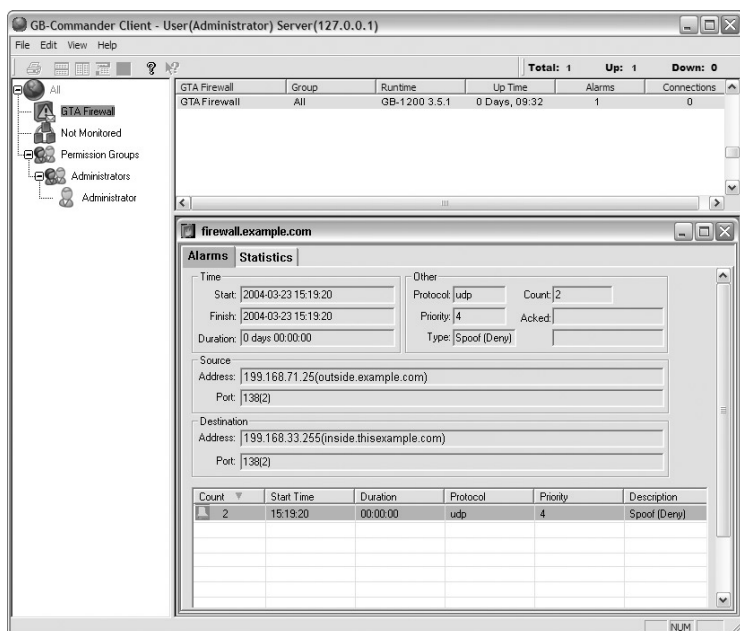 GB-Commander Client - User(Administrator) Server(127.0.0.1)
File Edit View Help
Total: 1 Up: 1 Down: 0
All
GTA Firewall
Not Monitored
Permission Groups
Administrators
Administrator
GTA Firewall Group Runtime Up Time Alarms Connections
GTA Firewall All GB-1200 3.5.1 0 Days, 09:32 1 0
firewall.example.com
Alarms Statistics
Time
Start: 2004-03-23 15:19:20
Finish: 2004-03-23 15:19:20
Duration: 0 days 00:00:00
Other
Protocol: udp Count: 2
Priority: 4 Acked:
Type: Spoof (Deny)
Source
Address: 199.168.71.25(outside.example.com)
Port: 138(2)
Destination
Address: 199.168.33.255(inside.thisexample.com)
Port: 138(2)
Count Start Time Duration Protocol Priority Description
2 15:19:20 00:00:00 udp 4 Spoof (Deny)
NUM